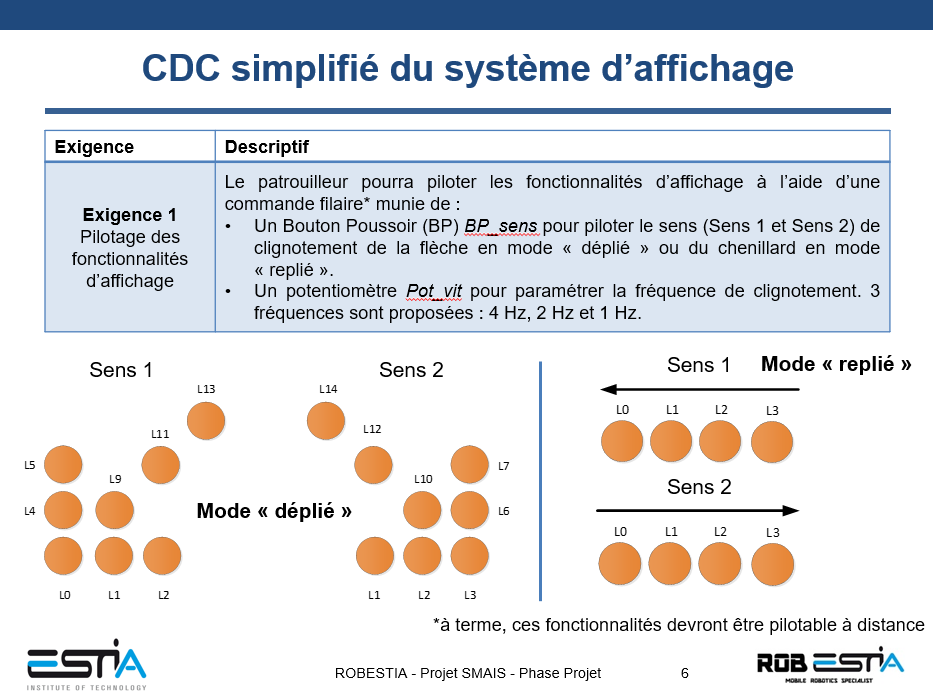 CDC simplifié du système d’affichage
Exigence
Descriptif
Exigence 1
Pilotage des
fonctionnalités
d’affichage
Le patrouilleur pourra piloter les fonctionnalités d’affichage à l’aide d’une
commande filaire* munie de :
• Un Bouton Poussoir (BP) BP_sens pour piloter le sens (Sens 1 et Sens 2) de
clignotement de la flèche en mode « déplié » ou du chenillard en mode
« replié ».
• Un potentiomètre Pot_vit pour paramétrer la fréquence de clignotement. 3
fréquences sont proposées : 4 Hz, 2 Hz et 1 Hz.
Sens 1
L13
L11
L5
L9
L4
L0 L1 L2
Mode « déplié »
Sens 2
L14
L12
L7
L10
L6
L1 L2 L3
Sens 1
Mode « replié »
L0 L1 L2 L3
Sens 2
L0 L1 L2 L3
*à terme, ces fonctionnalités devront être pilotable à distance
ESTIA
INSTITUTE OF TECHNOLOGY
ROBESTIA - Projet SMAIS - Phase Projet
6
ROB ESTIA
MOBILE ROBOTICS SPECIALIST